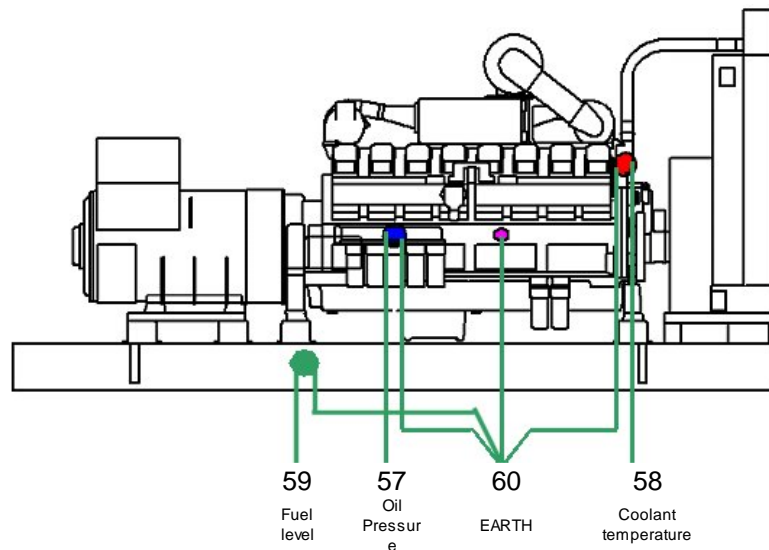 59 57 60 58
Fuel level
Oil Pressur e
EARTH
Coolant temperature